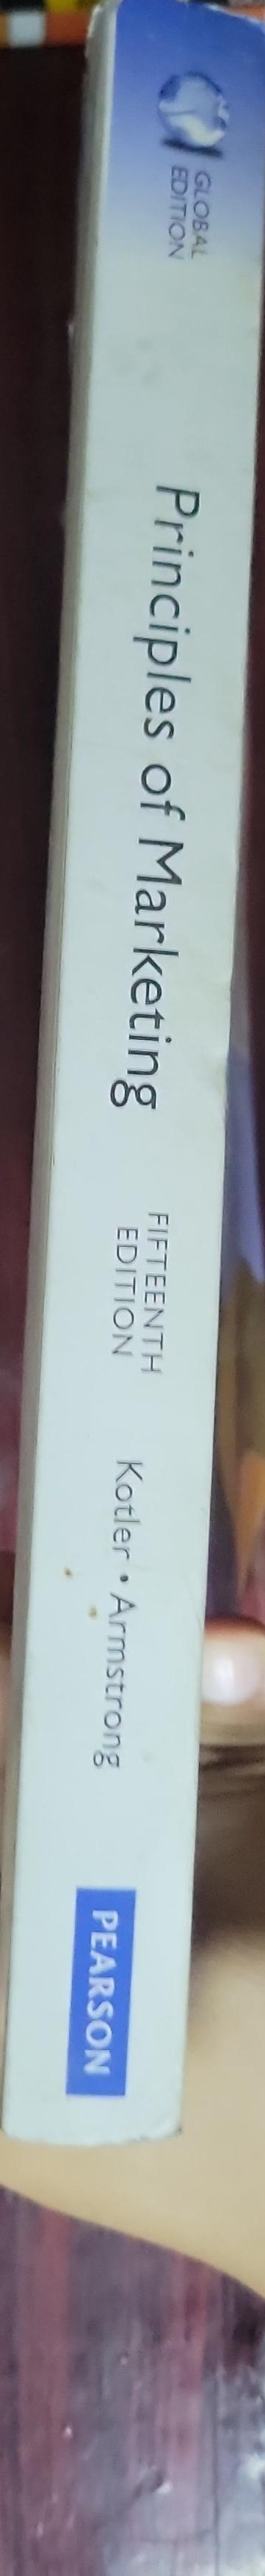 GLOBAL
EDITION
Principles of Marketing
FIFTEENTH
EDITION
Kotler • Armstrong
PEARSON